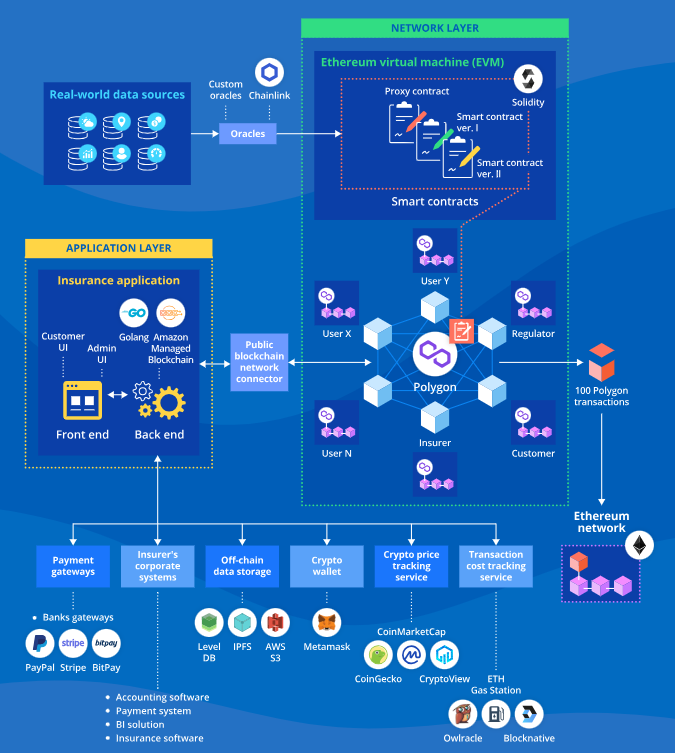 NETWORK LAYER
Ethereum virtual machine (EVM)
Real-world data sources
Custom
oracles
Chainlink
Oracles
Proxy contract
Solidity
Smart contract
ver. I
Smart contract
ver. II
Smart contracts
APPLICATION LAYER
Insurance application
GO
Golang
Amazon
Managed
Blockchain
Customer
UI
Admin
UI
Front end
Back end
Public
blockchain
network
connector
User Y
User X
Regulator
Polygon
User N
Insurer
Customer
100 Polygon
transactions
Ethereum
network
Payment
gateways
Insurer's
corporate
systems
Off-chain
data storage
Crypto
wallet
Crypto price
tracking
service
Transaction
cost tracking
service
• Banks gateways
stripe
bitpay
PayPal
Stripe
BitPay
Level
DB
IPFS
AWS
S3
Metamask
CoinMarketCap
CoinGecko
CryptoView
ETH
Gas Station
Owlracle
Blocknative
• Accounting software
• Payment system
• BI solution
• Insurance software